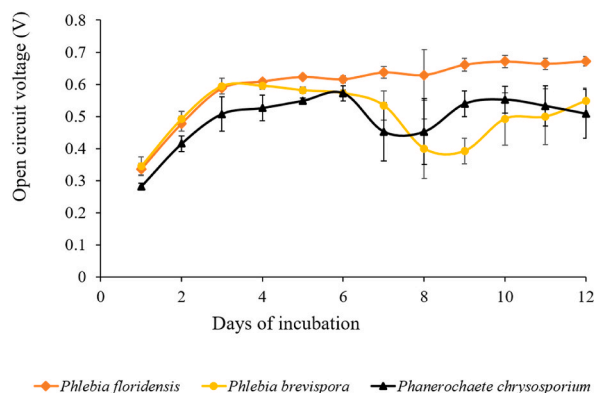 Open circuit voltage (V)
0.8
0.7
0.6
0.5
0.4
0.3
0.2
0.1
0
0 2 4 6 8 10 12
Days of incubation
Phlebia floridensis Phlebia brevispora Phanerochaete chrysosporium